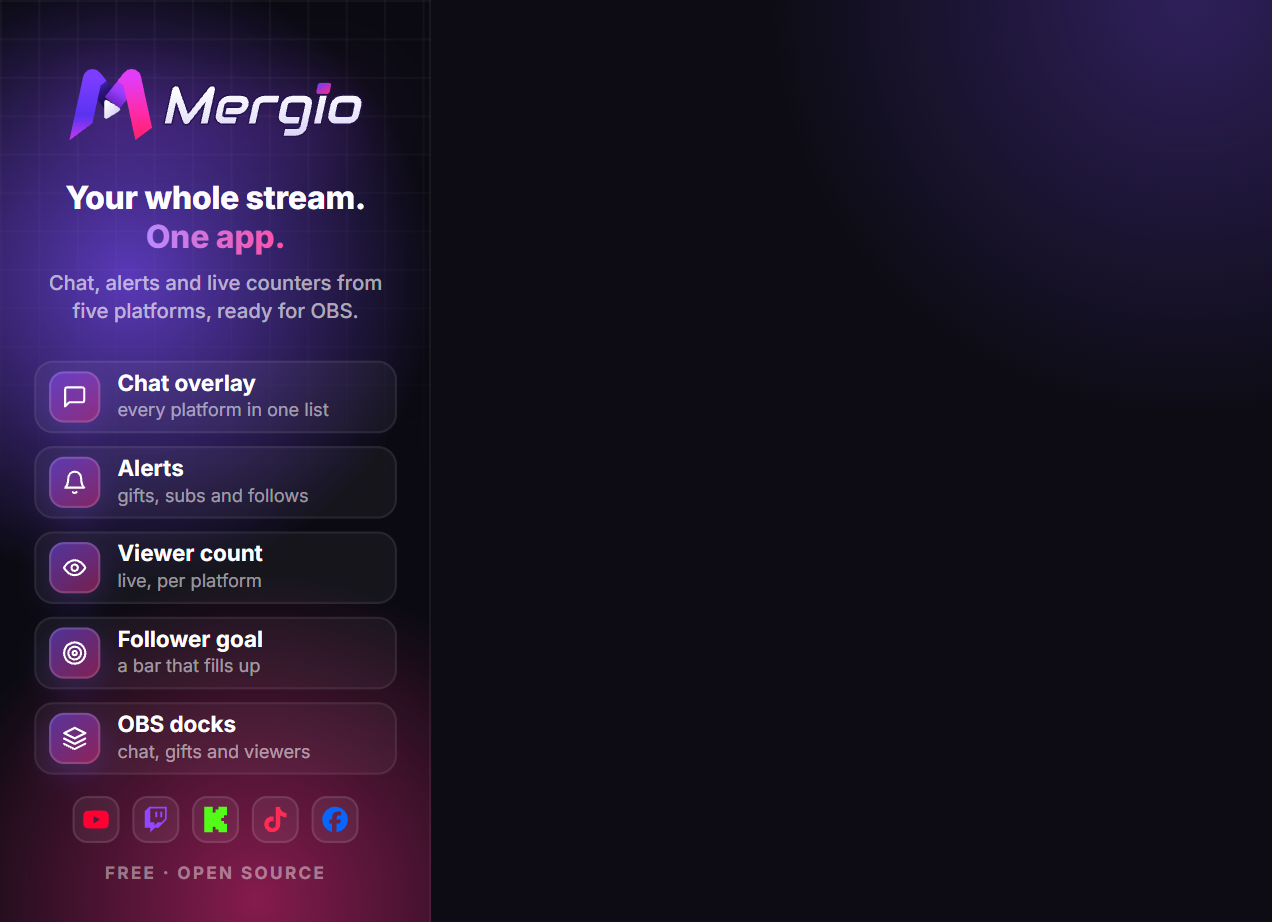 Mergio
Your whole stream.
One app.
Chat, alerts and live counters from
five platforms, ready for OBS.
Chat overlay
every platform in one list
Alerts
gifts, subs and follows
Viewer count
live, per platform
Follower goal
a bar that fills up
OBS docks
chat, gifts and viewers
FREE · OPEN SOURCE